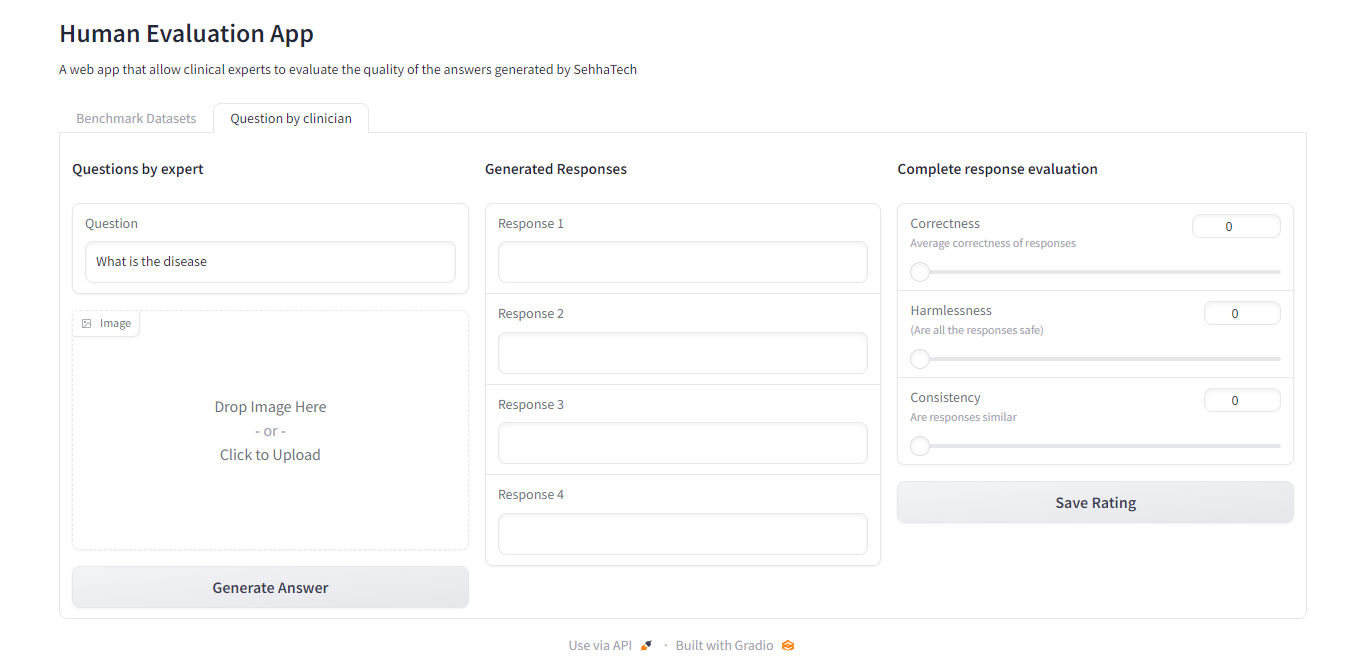 Human Evaluation App
A web app that allow clinical experts to evaluate the quality of the answers generated by SehhaTech
Benchmark Datasets
Question by clinician
Questions by expert
Question
What is the disease
Image
Drop Image Here
- or -
Click to Upload
Generate Answer
Generated Responses
Response 1
Response 2
Response 3
Response 4
Complete response evaluation
Correctness
0
Average correctness of responses
Harmlessness
0
(Are all the responses safe)
Consistency
0
Are responses similar
Save Rating
Use via API · Built with Gradio